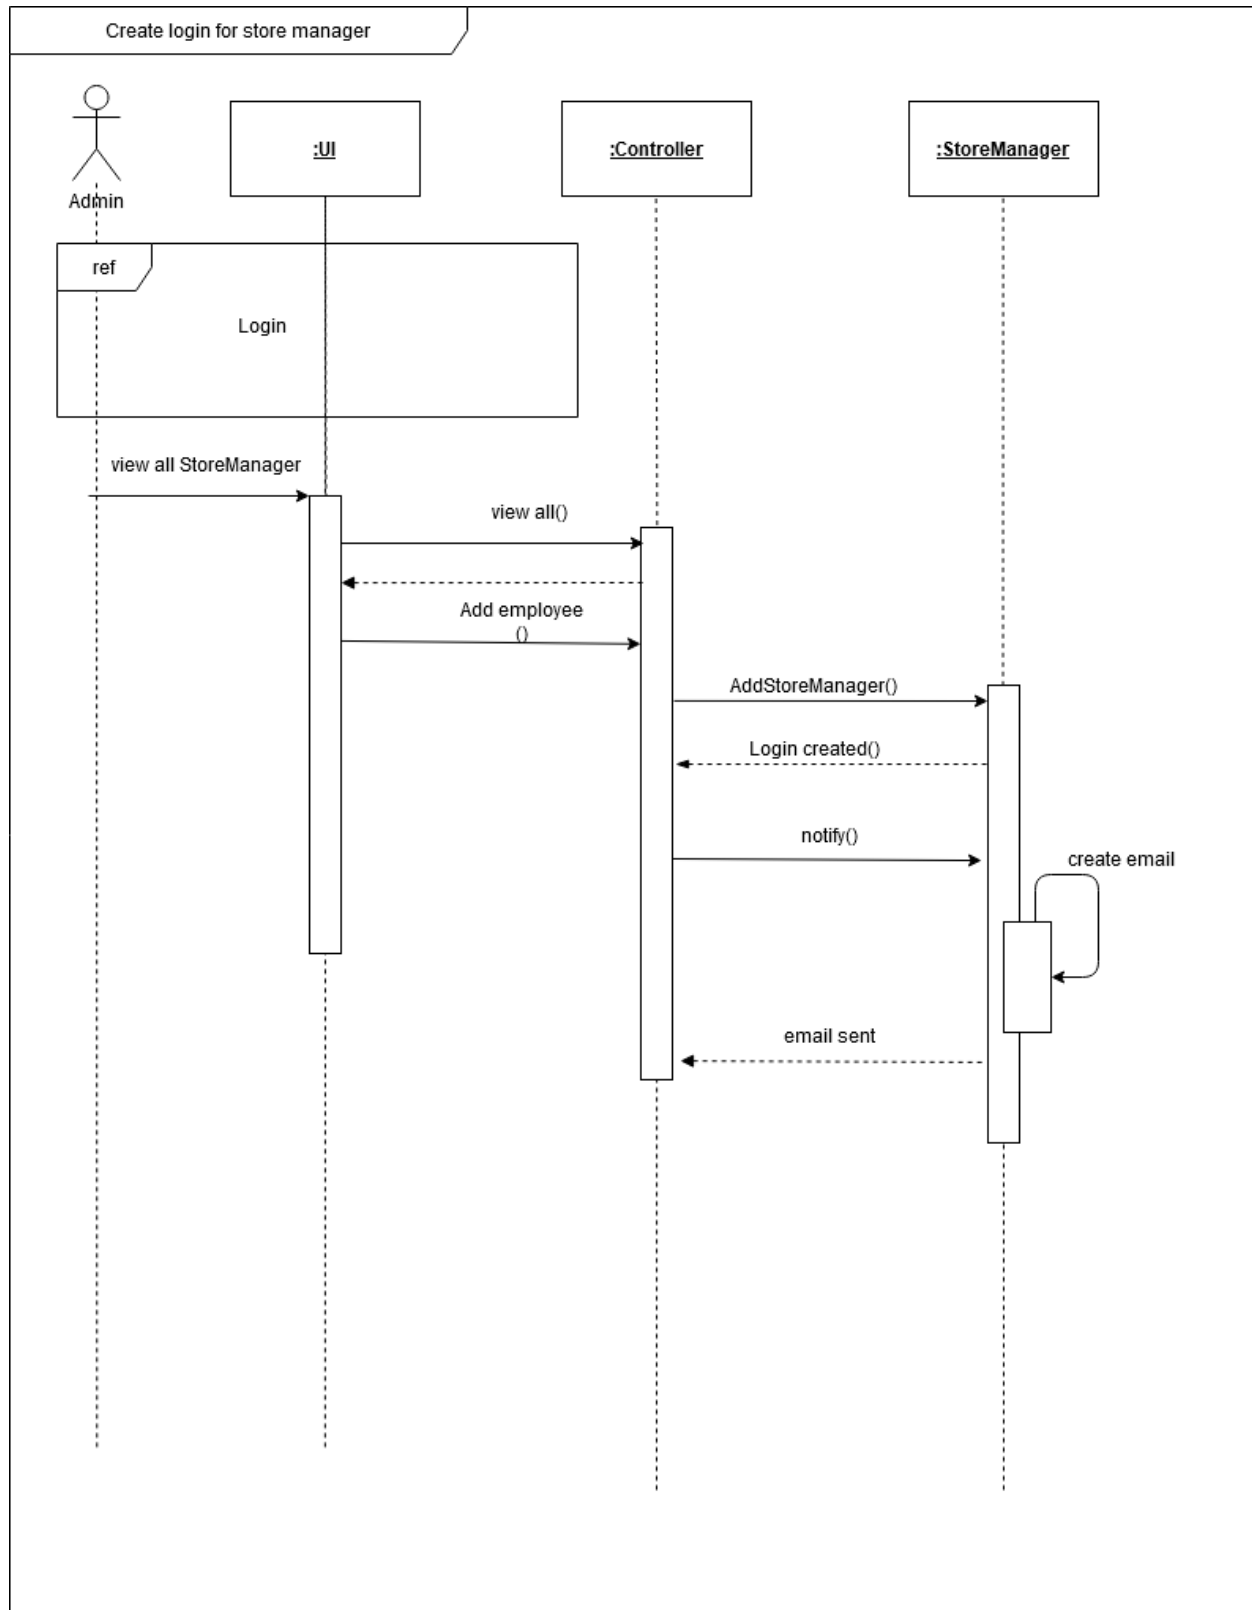 Create login for store manager
Admin
:UI
:Controller
:StoreManager
ref
Login
view all StoreManager
view all()
Add employee
()
AddStoreManager()
Login created()
notify()
create email
email sent